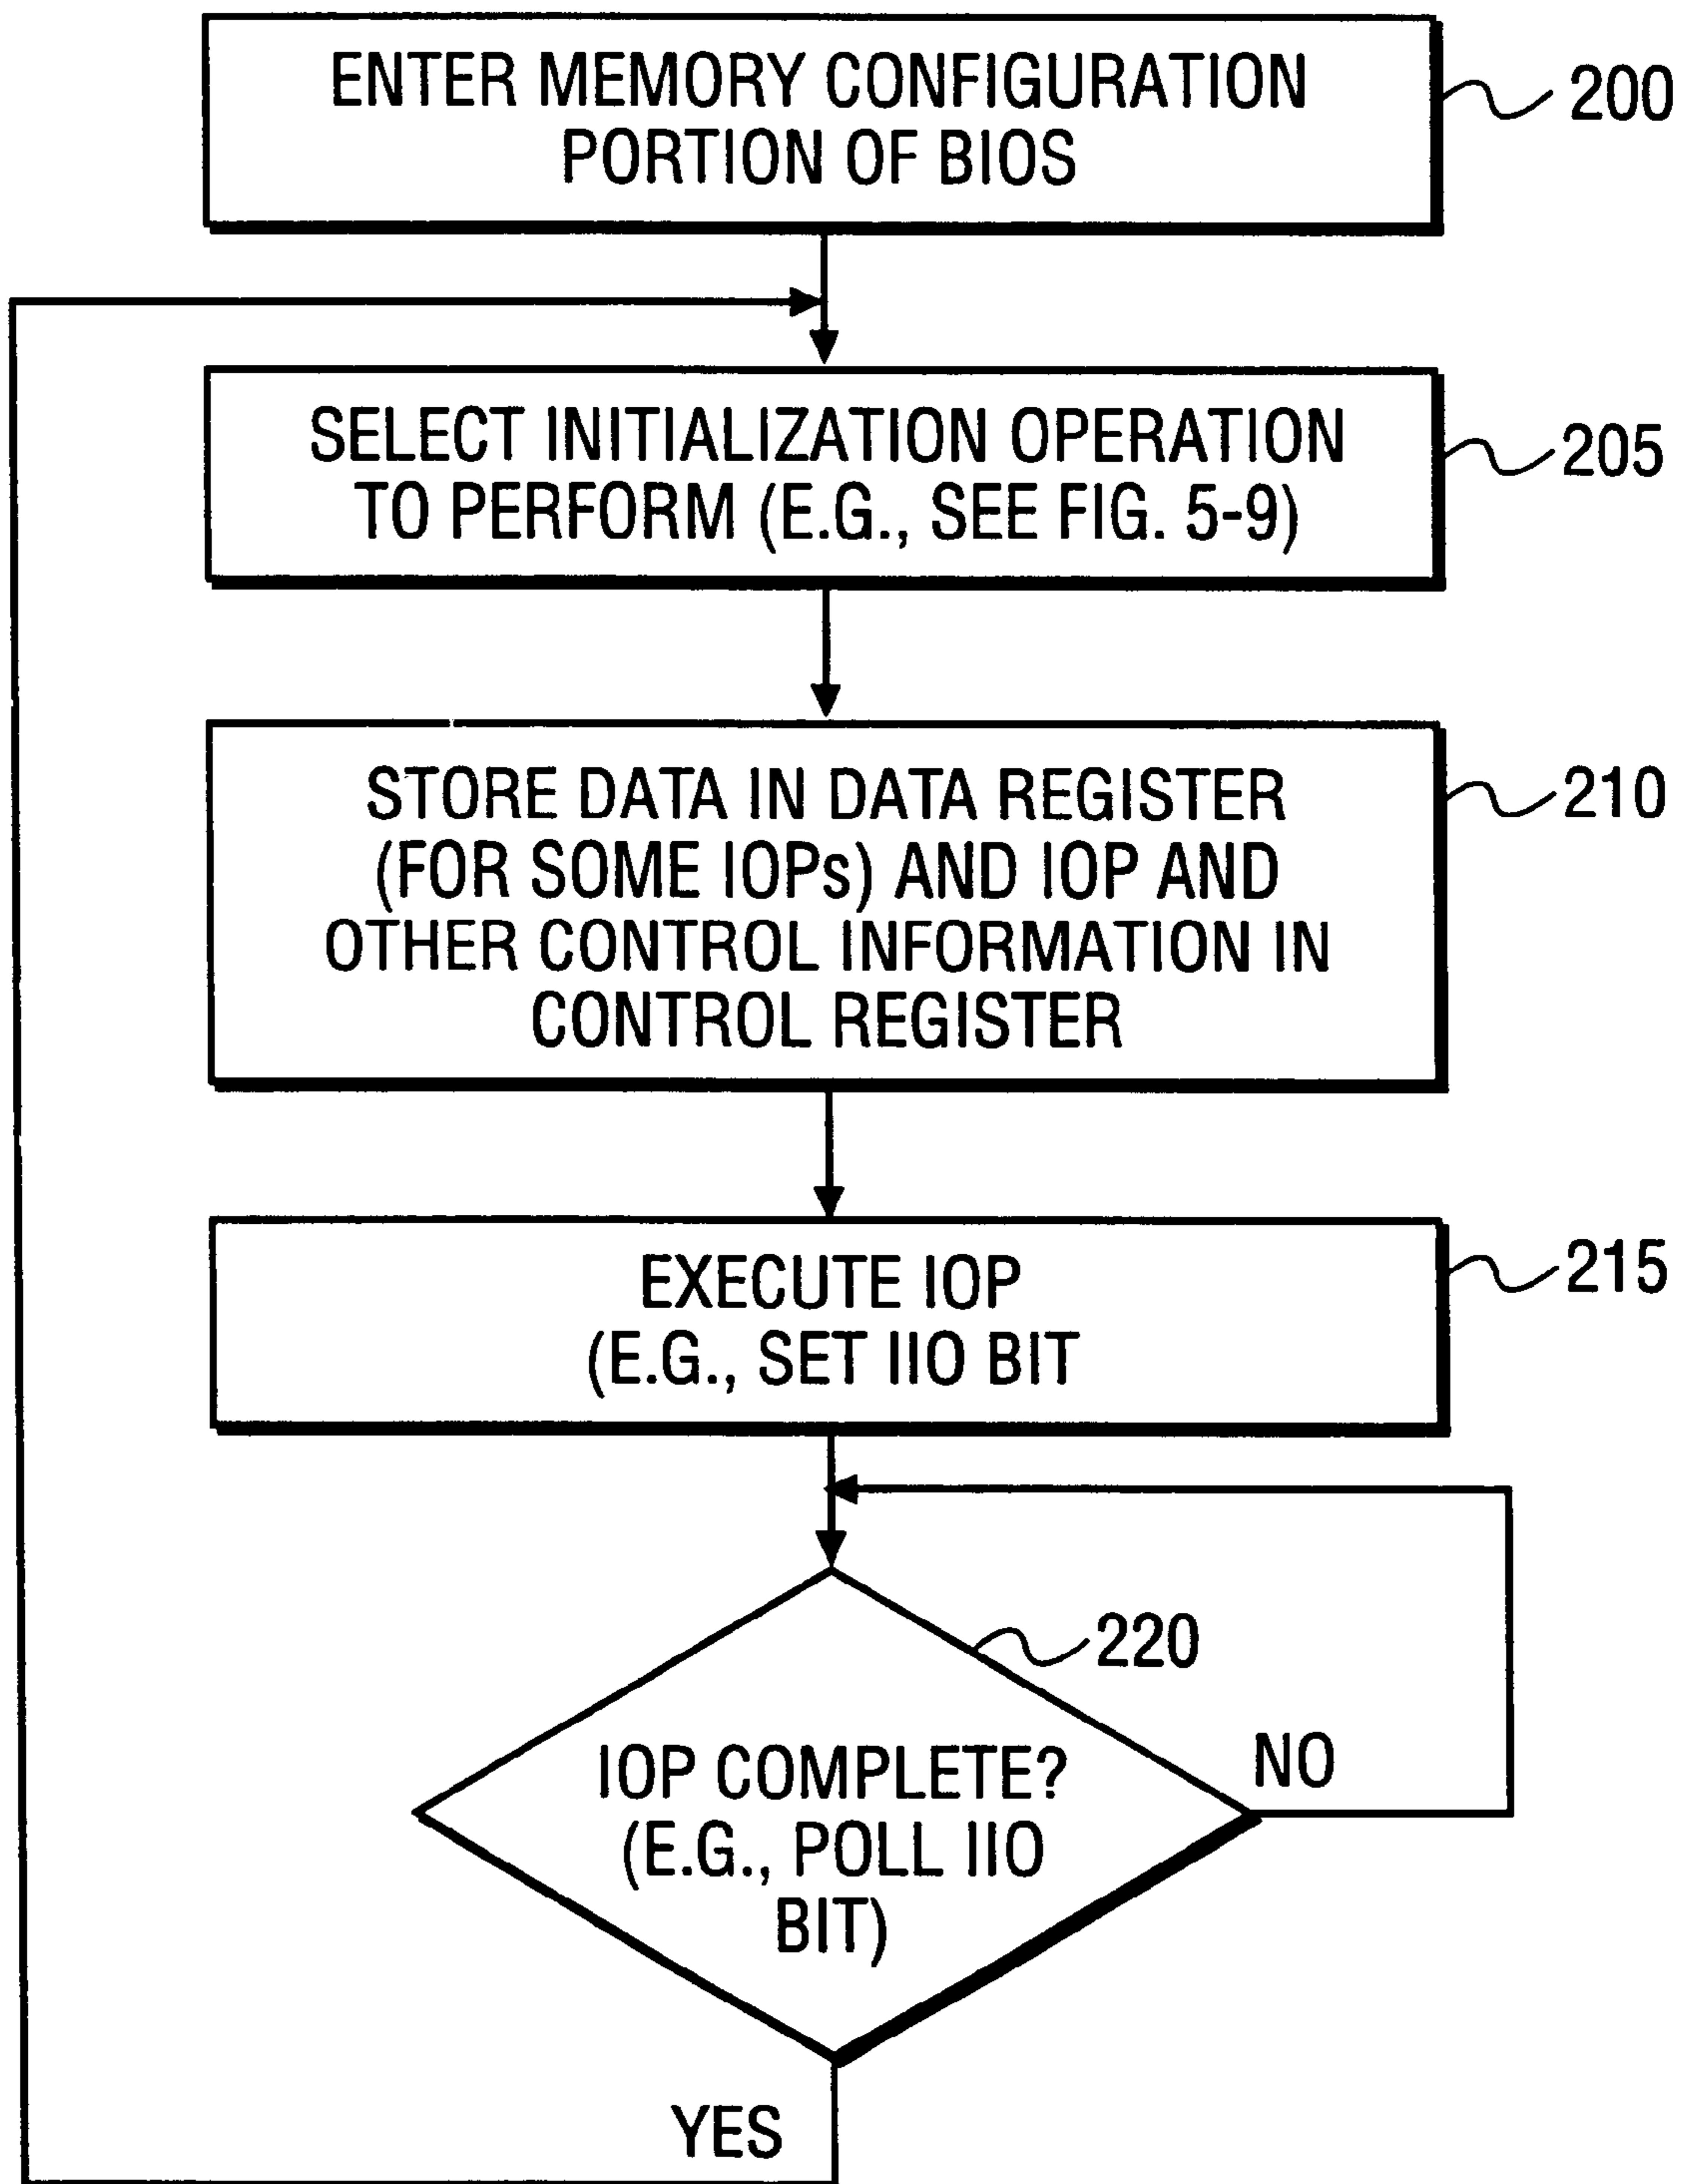 ENTER MEMORY CONFIGURATION
PORTION OF BIOS
200
SELECT INITIALIZATION OPERATION
TO PERFORM (E.G., SEE FIG. 5-9)
205
STORE DATA IN DATA REGISTER
(FOR SOME IOPs) AND IOP AND
OTHER CONTROL INFORMATION IN
CONTROL REGISTER
210
EXECUTE IOP
(E.G., SET IIO BIT
215
220
IOP COMPLETE?
(E.G., POLL IIO
BIT)
NO
YES